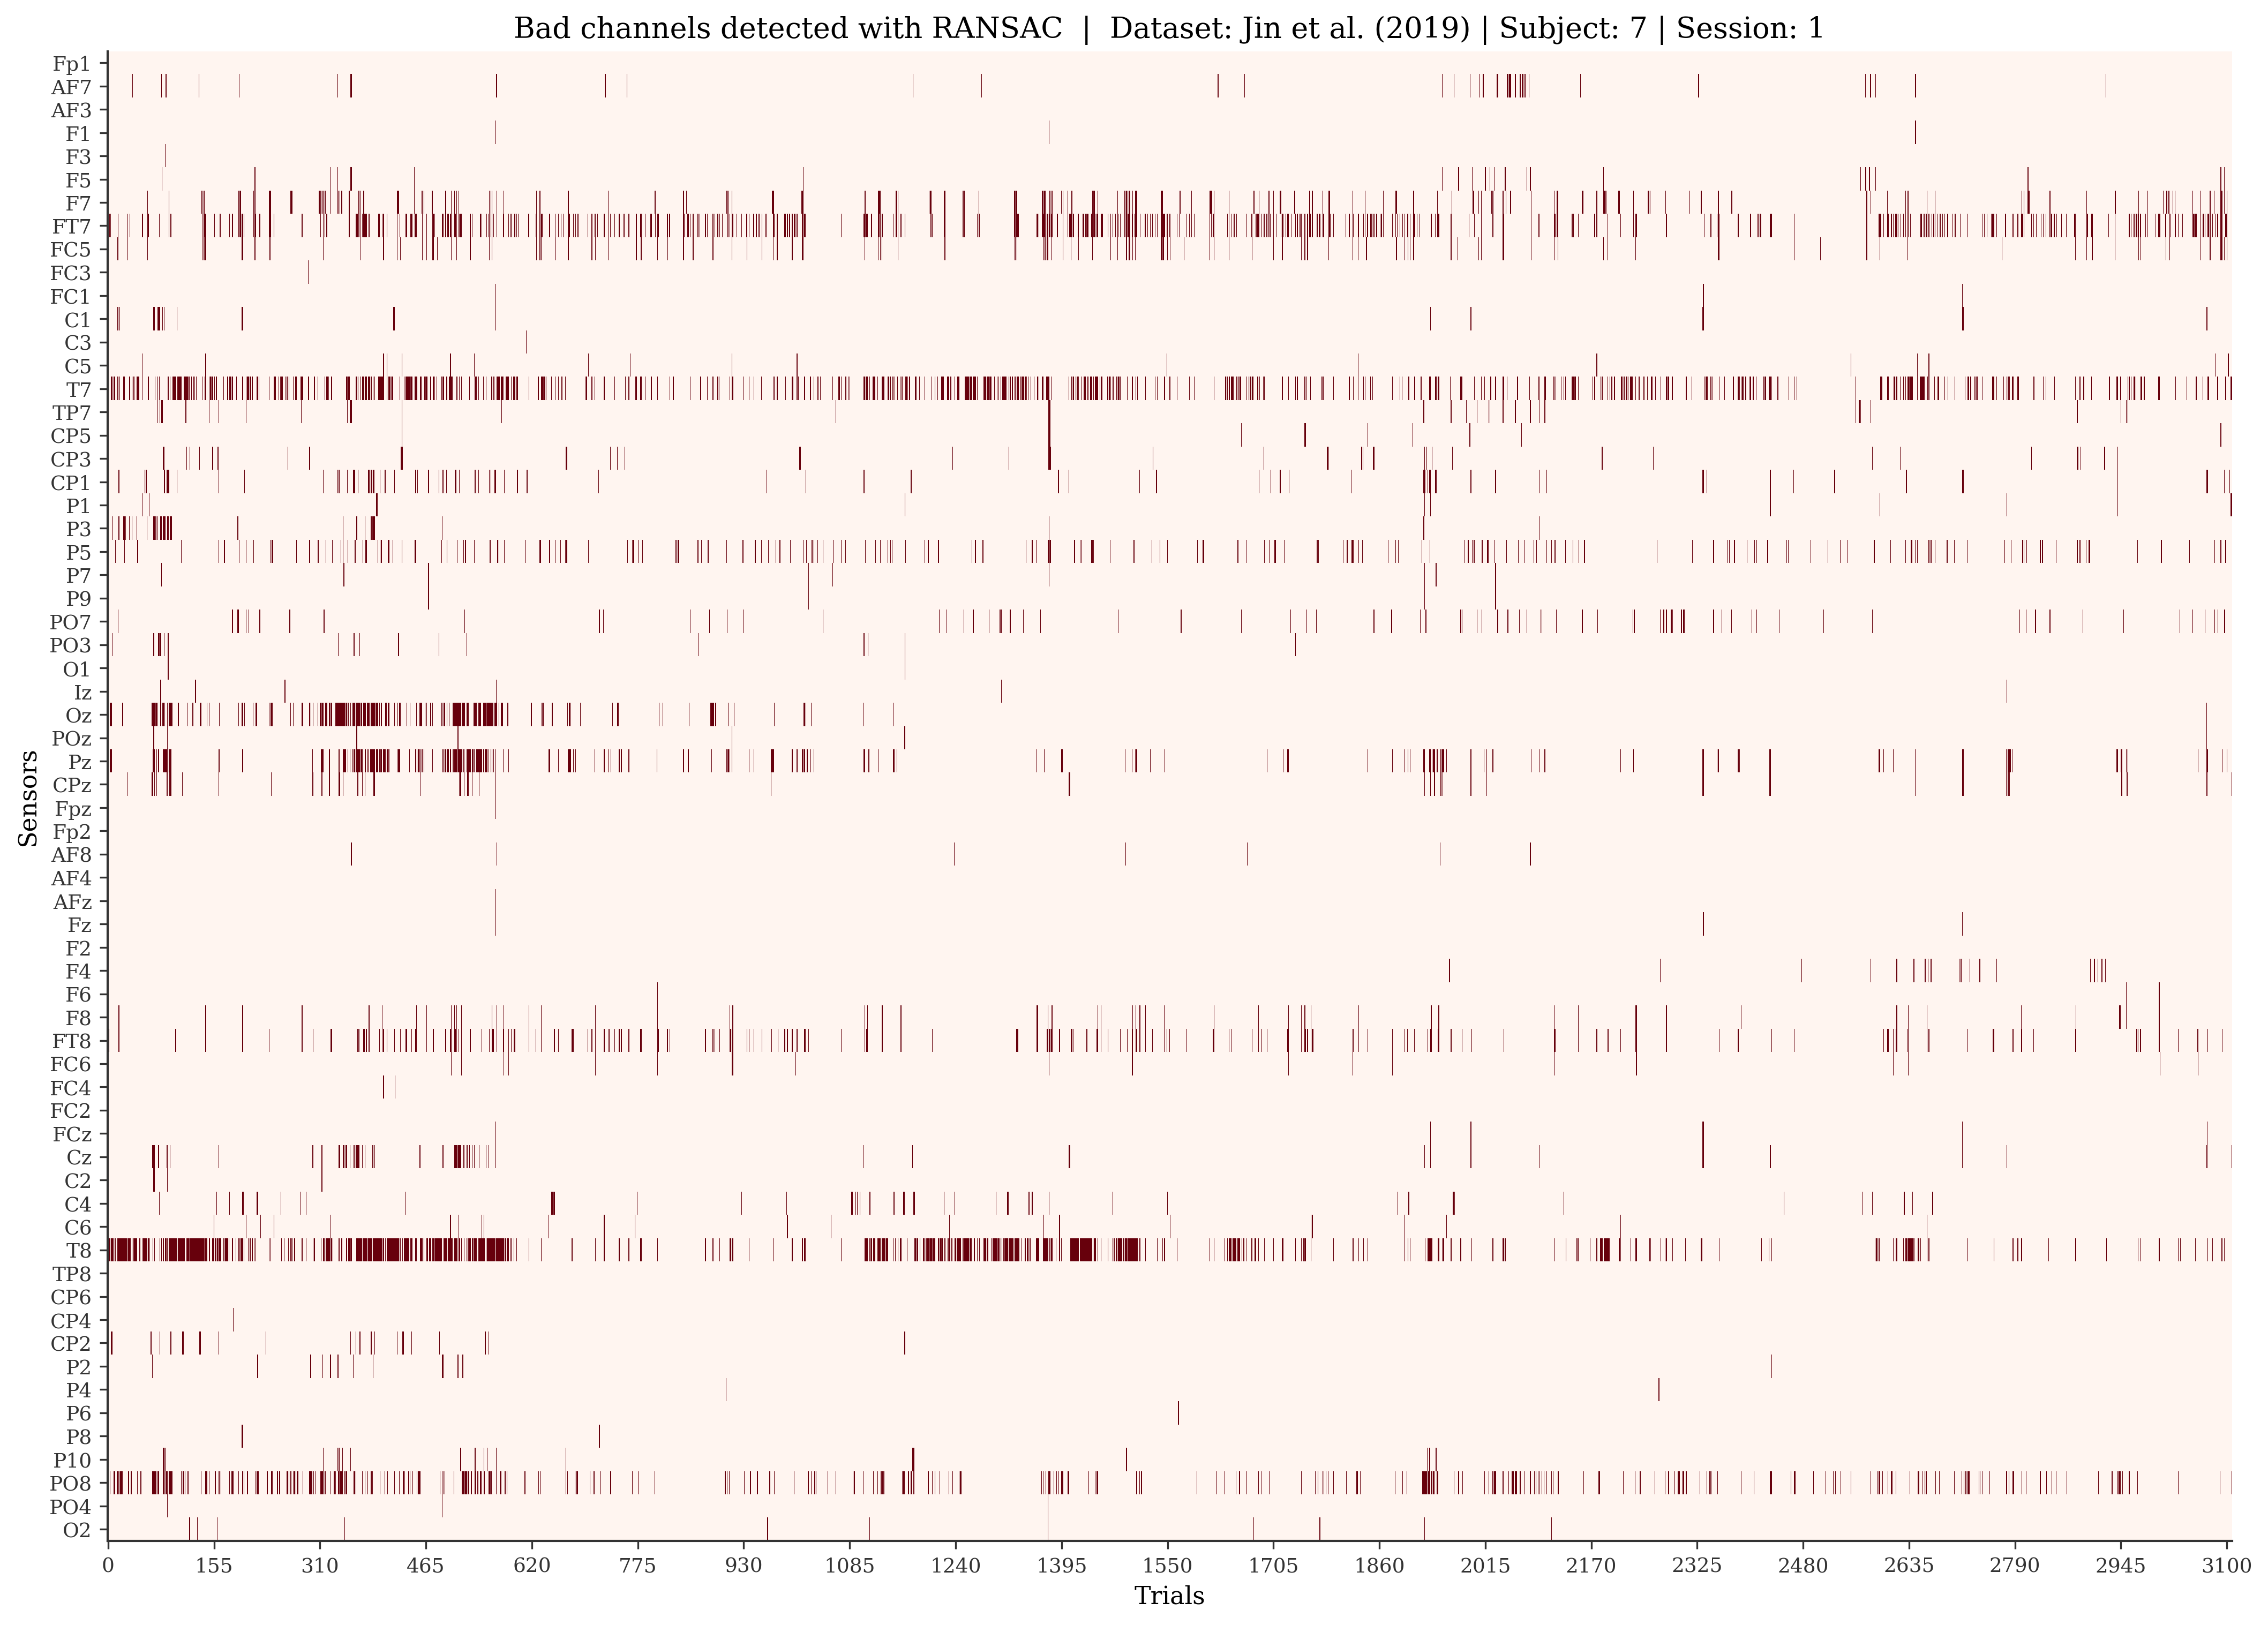 Bad channels detected with RANSAC | Dataset: Jin et al. (2019) | Subject: 7 | Session: 1
Sensors
Fp1
AF7
AF3
F1
F3
F5
F7
FT7
FC5
FC3
FC1
C1
C3
C5
T7
TP7
CP5
CP3
CP1
P1
P3
P5
P7
P9
PO7
PO3
O1
Iz
Oz
POz
Pz
CPz
Fpz
Fp2
AF8
AF4
AFz
Fz
F2
F4
F6
F8
FT8
FC6
FC4
FC2
FCz
Cz
C2
C4
C6
T8
TP8
CP6
CP4
CP2
P2
P4
P6
P8
P10
PO8
PO4
O2
0 155 310 465 620 775 930 1085 1240 1395 1550 1705 1860 2015 2170 2325 2480 2635 2790 2945 3100
Trials